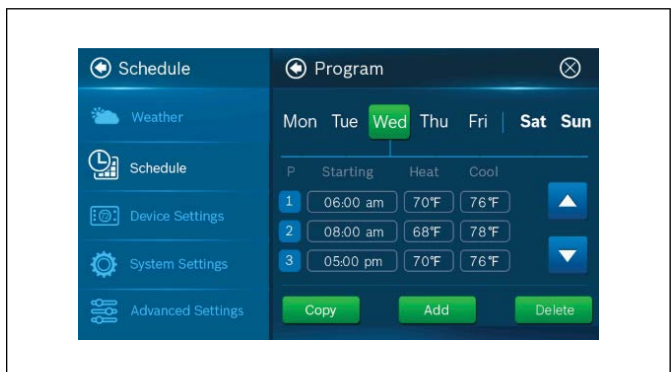 Schedule
Program
Weather
Mon Tue Wed Thu Fri Sat Sun
Schedule
P Starting Heat Cool
1 06:00 am 70°F 76°F
Device Settings
2 08:00 am 68°F 78°F
System Settings
3 05:00 pm 70°F 76°F
Advanced Settings
Copy Add Delete